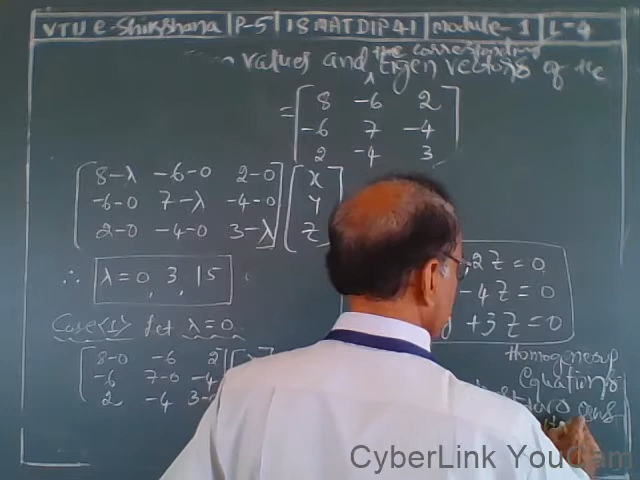 VTU e-Shikshana | P-5 | 18MATDIP41 | Module-1 | L-4
the corresponding
values and Eigen vectors of the
= [ 8 -6 2
-6 7 -4
2 -4 3 ]
[ 8-λ -6-0 2-0 ] [ x ]
-6-0 7-λ -4-0 y
2-0 -4-0 3-λ z
∴ λ=0, 3, 15
2z=0
-4z=0
+3z=0
Case(1) let λ=0
[ 8-0 -6 2
-6 7-0 -4
2 -4 3-
Homogeneous
Equations
CyberLink YouCam